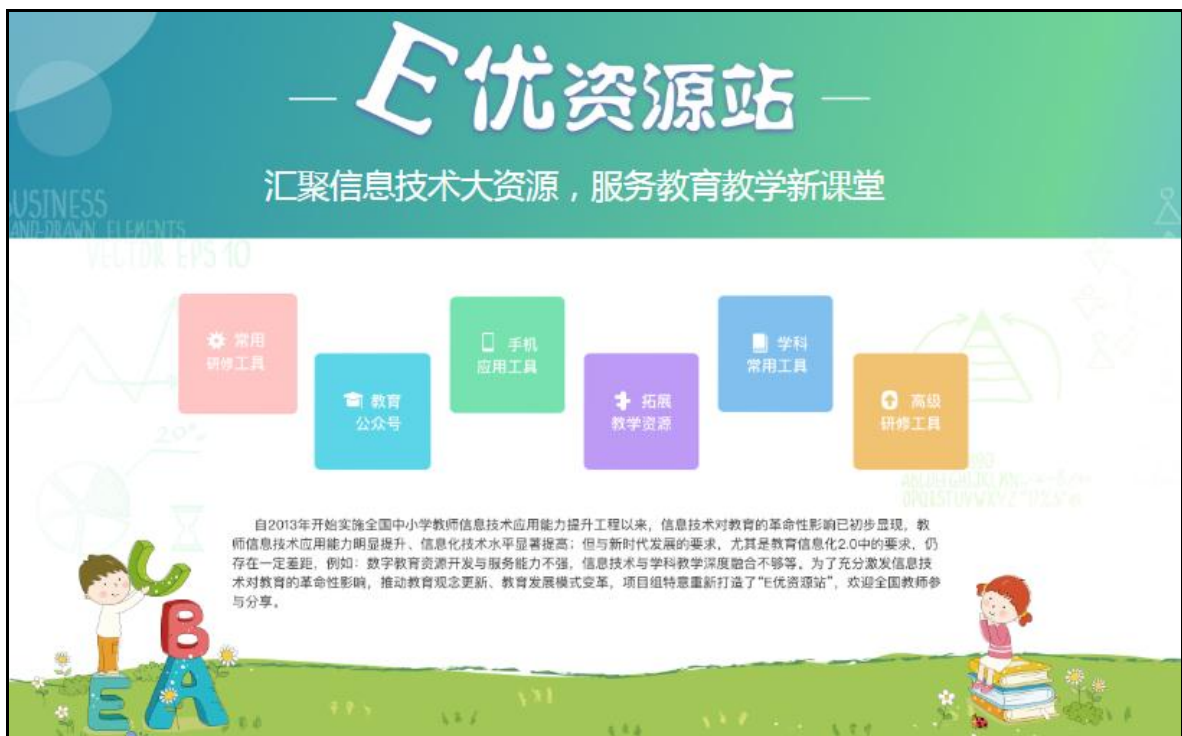 E优资源站
汇聚信息技术大资源，服务教育教学新课堂
USINESS
AND-DRAWN ELEMENTS
VECTOR EPS 10
常用
研修工具
教育
公众号
手机
应用工具
拓展
教学资源
学科
常用工具
高级
研修工具
20%
自2013年开始实施全国中小学教师信息技术应用能力提升工程以来，信息技术对教育的革命性影响已初步显现，教
师信息技术应用能力明显提升、信息化技术水平显著提高；但与新时代发展的要求，尤其是教育信息化2.0中的要求，仍
存在一定差距，例如：数字教育资源开发与服务能力不强，信息技术与学科教学深度融合不够等。为了充分激发信息技
术对教育的革命性影响，推动教育观念更新、教育发展模式变革，项目组特意重新打造了“E优资源站”，欢迎全国教师参
与分享。
U
B
E A